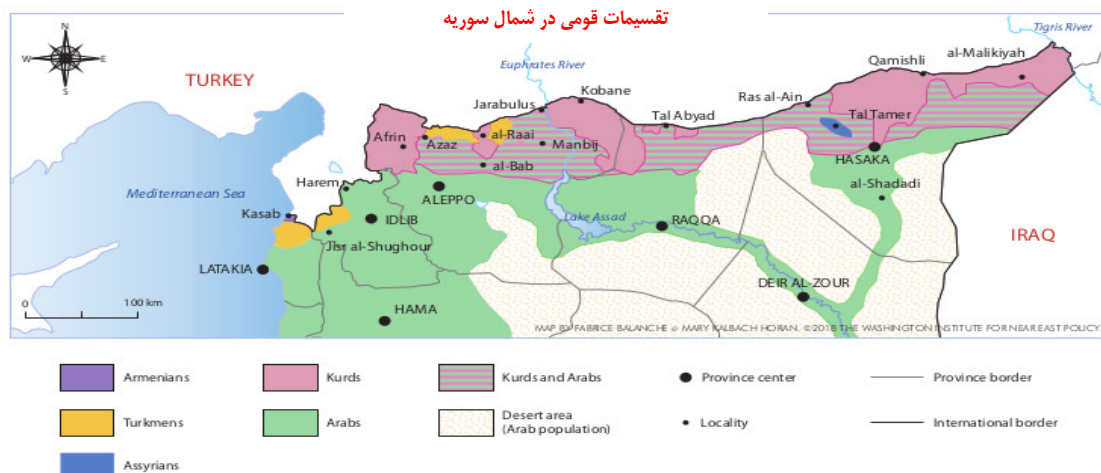 تقسیمات قومی در شمال سوریه
N
W
E
S
TURKEY
Tigris River
Euphrates River
Qamishli
al-Malikiyah
Kobane
Jarabulus
Ras al-Ain
Tal Abyad
Tal Tamer
Afrin
Azaz
al-Raai
Manbij
al-Bab
HASAKA
Harem
al-Shadadi
Mediterranean Sea
ALEPPO
Kasab
IDLIB
Lake Assad
RAQQA
IRAQ
Jisr al-Shughour
LATAKIA
DEIR AL-ZOUR
0
100 km
HAMA
MAP BY FABRICE BALANCHE & MARY KALBACH HORAN. ©2018 THE WASHINGTON INSTITUTE FOR NEAR EAST POLICY
Armenians
Kurds
Kurds and Arabs
Province center
Province border
Turkmens
Arabs
Desert area
(Arab population)
Locality
International border
Assyrians